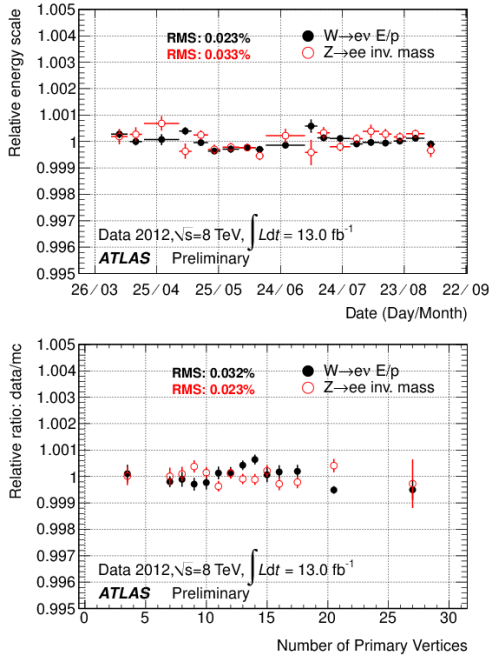 Relative energy scale
1.005
1.004
1.003
1.002
1.001
1
0.999
0.998
0.997
0.996
0.995
RMS: 0.023%
RMS: 0.033%
W→eν E/p
Z→ee inv. mass
Data 2012,√s=8 TeV, ∫Ldt = 13.0 fb⁻¹
ATLAS Preliminary
26/03 25/04 25/05 24/06 24/07 23/08 22/09
Date (Day/Month)
Relative ratio: data/mc
1.005
1.004
1.003
1.002
1.001
1
0.999
0.998
0.997
0.996
0.995
RMS: 0.032%
RMS: 0.023%
W→eν E/p
Z→ee inv. mass
Data 2012,√s=8 TeV, ∫Ldt = 13.0 fb⁻¹
ATLAS Preliminary
0 5 10 15 20 25 30
Number of Primary Vertices